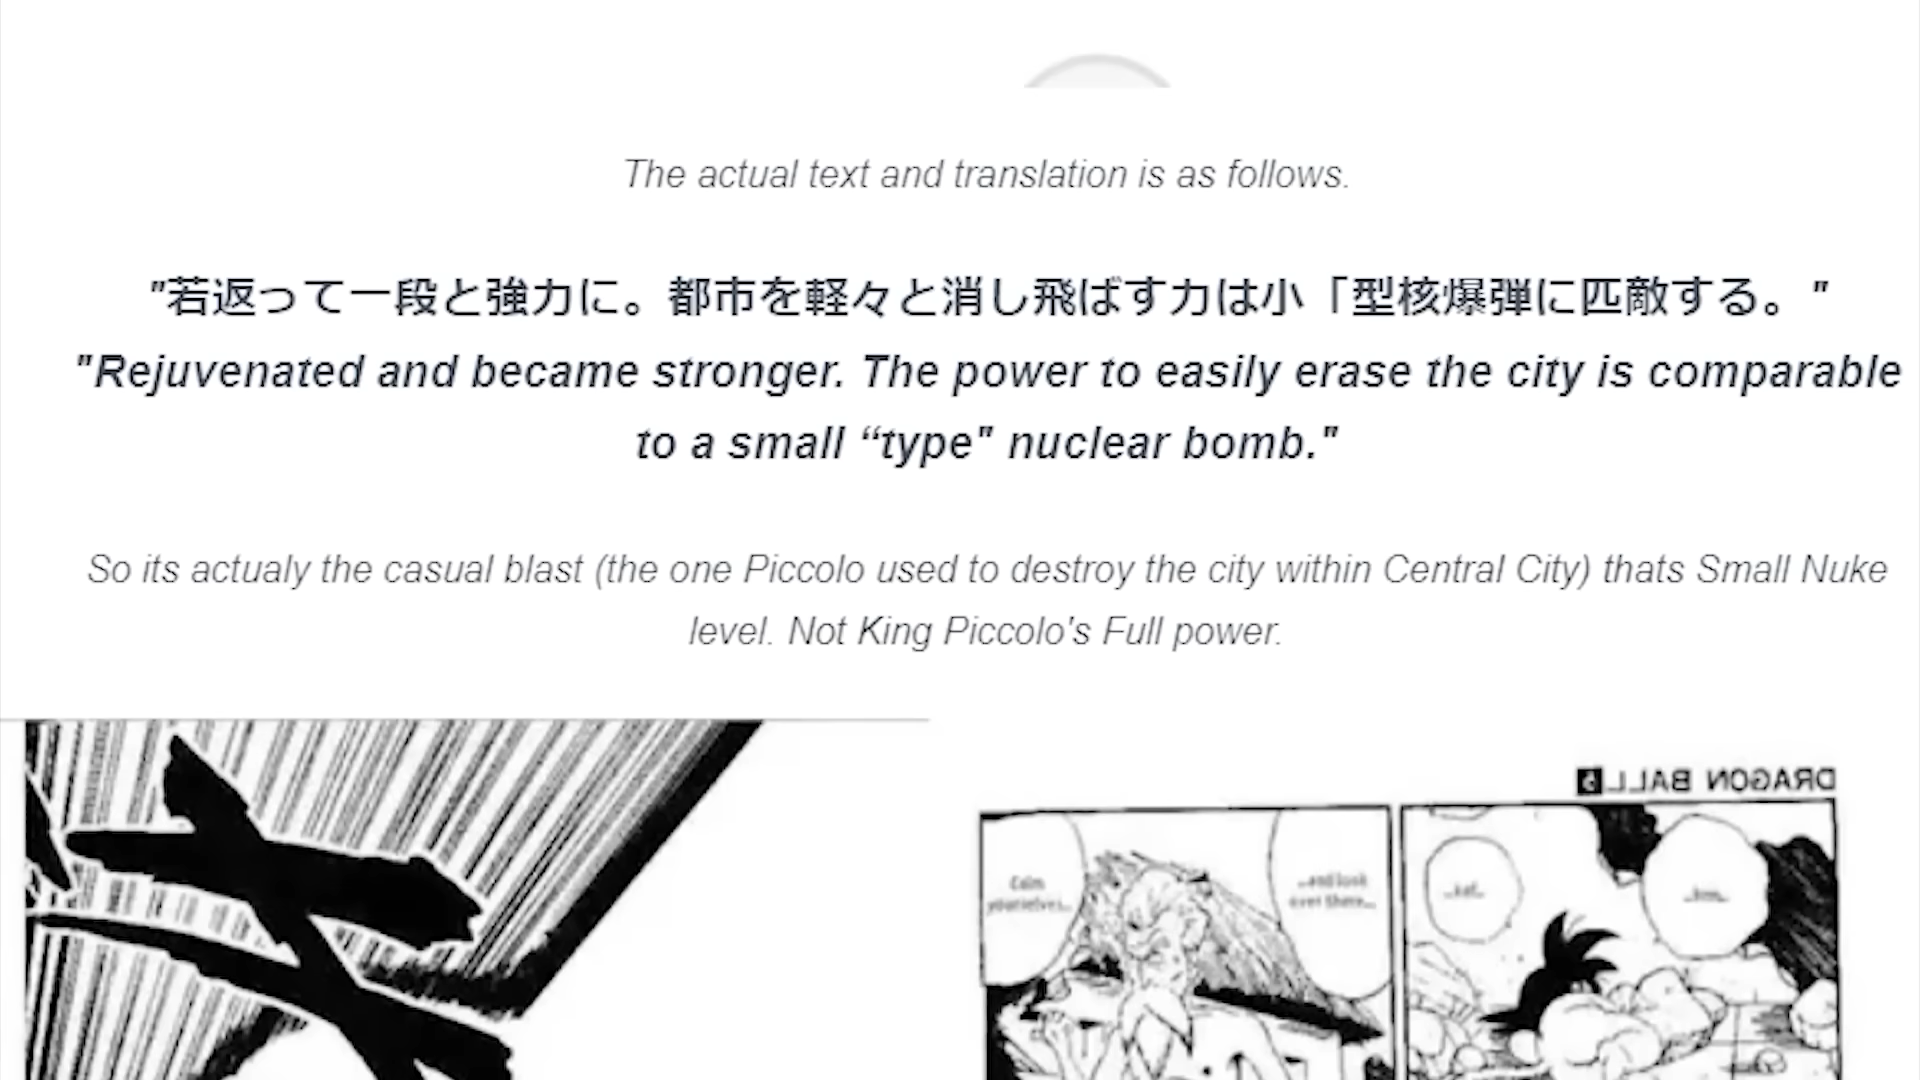 The actual text and translation is as follows.
"若返って一段と強力に。都市を軽々と消し飛ばす力は小「型核爆弾に匹敵する。"
"Rejuvenated and became stronger. The power to easily erase the city is comparable
to a small “type" nuclear bomb."
So its actualy the casual blast (the one Piccolo used to destroy the city within Central City) thats Small Nuke
level. Not King Piccolo's Full power.
DRAGON BALL
Calm
yourselves...
...and look
over there...